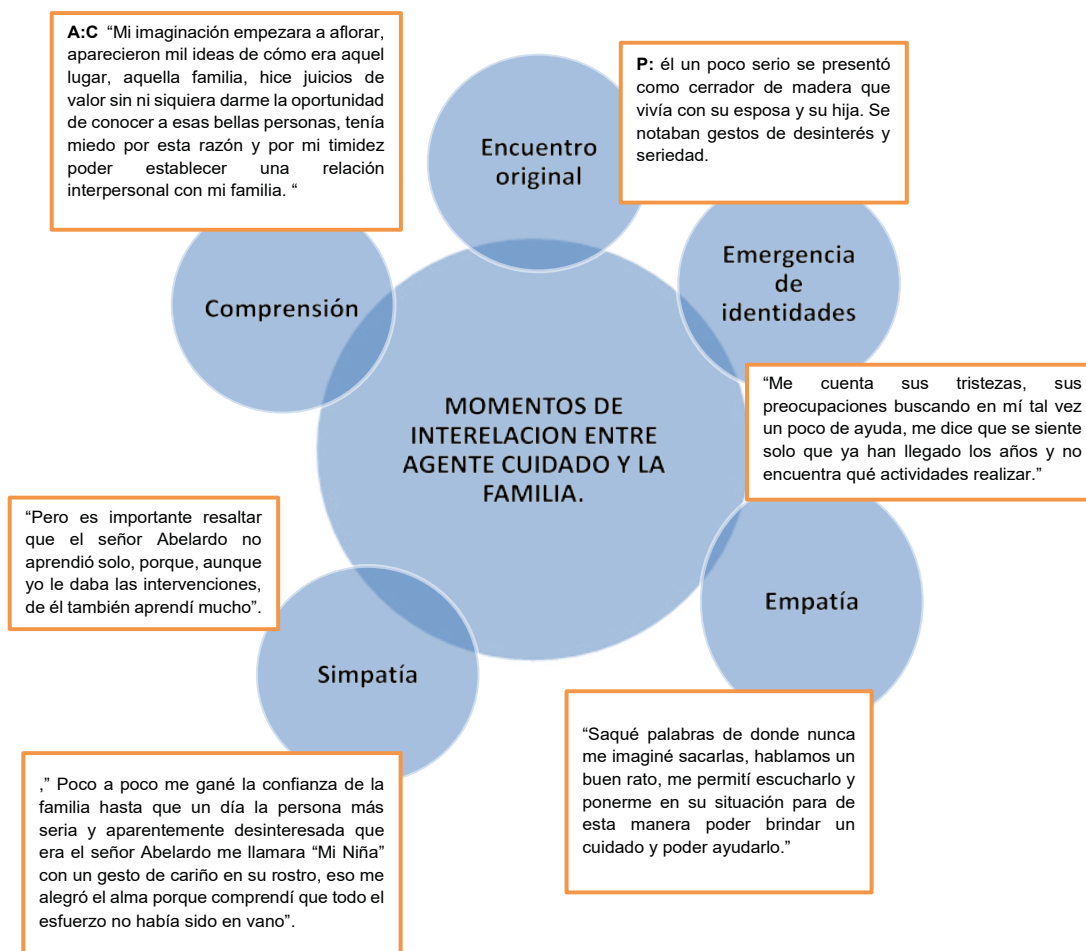 A:C “Mi imaginación empezara a aflorar,
aparecieron mil ideas de cómo era aquel
lugar, aquella familia, hice juicios de
valor sin ni siquiera darme la oportunidad
de conocer a esas bellas personas, tenía
miedo por esta razón y por mi timidez
poder establecer una relación
interpersonal con mi familia. “
P: él un poco serio se presentó
como cerrador de madera que
vivía con su esposa y su hija. Se
notaban gestos de desinterés y
seriedad.
Encuentro
original
Emergencia
de
identidades
Comprensión
“Me cuenta sus tristezas, sus
preocupaciones buscando en mí tal vez
un poco de ayuda, me dice que se siente
solo que ya han llegado los años y no
encuentra qué actividades realizar.”
MOMENTOS DE
INTERELACION ENTRE
AGENTE CUIDADO Y LA
FAMILIA.
“Pero es importante resaltar
que el señor Abelardo no
aprendió solo, porque, aunque
yo le daba las intervenciones,
de él también aprendí mucho”.
Empatía
Simpatía
“Saqué palabras de donde nunca
me imaginé sacarlas, hablamos un
buen rato, me permití escucharlo y
ponerme en su situación para de
esta manera poder brindar un
cuidado y poder ayudarlo.”
,” Poco a poco me gané la confianza de la
familia hasta que un día la persona más
seria y aparentemente desinteresada que
era el señor Abelardo me llamara “Mi Niña”
con un gesto de cariño en su rostro, eso me
alegró el alma porque comprendí que todo el
esfuerzo no había sido en vano”.